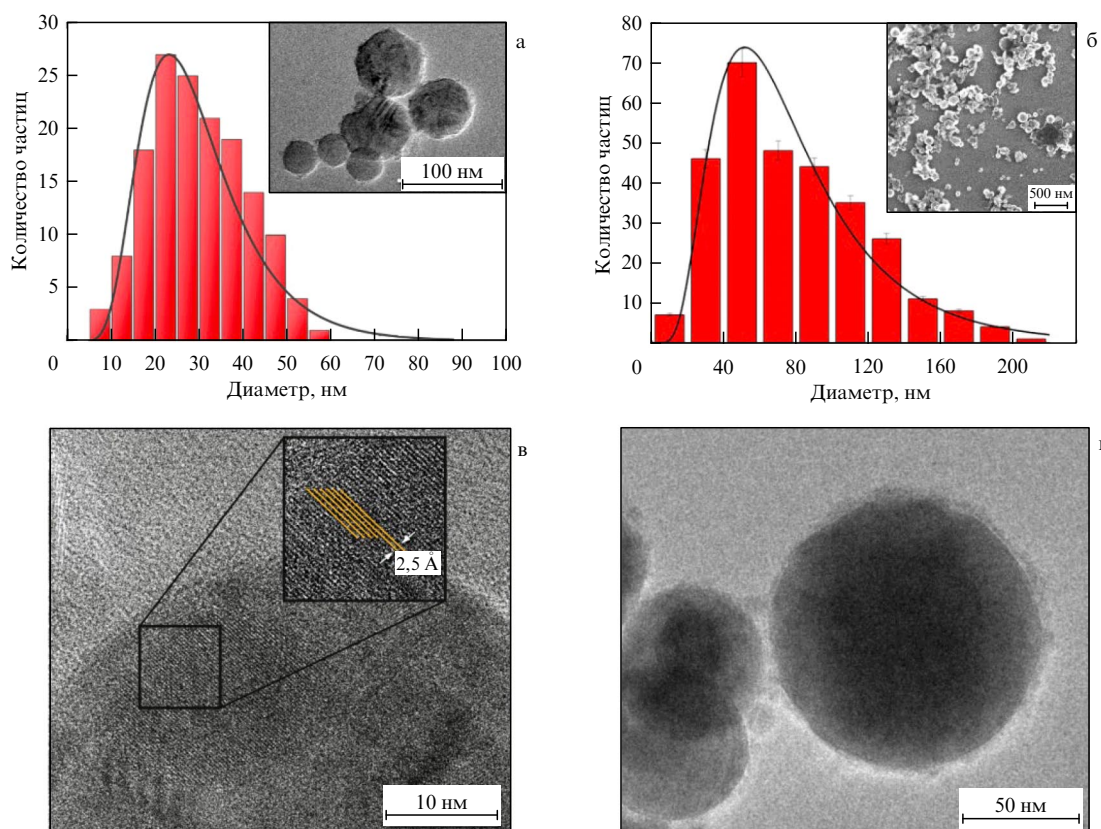 а
Количество частиц
30
25
20
15
10
5
0 10 20 30 40 50 60 70 80 90 100
Диаметр, нм
100 нм
б
Количество частиц
80
70
60
50
40
30
20
10
0 40 80 120 160 200
Диаметр, нм
500 нм
в
2,5 Å
10 нм
50 нм